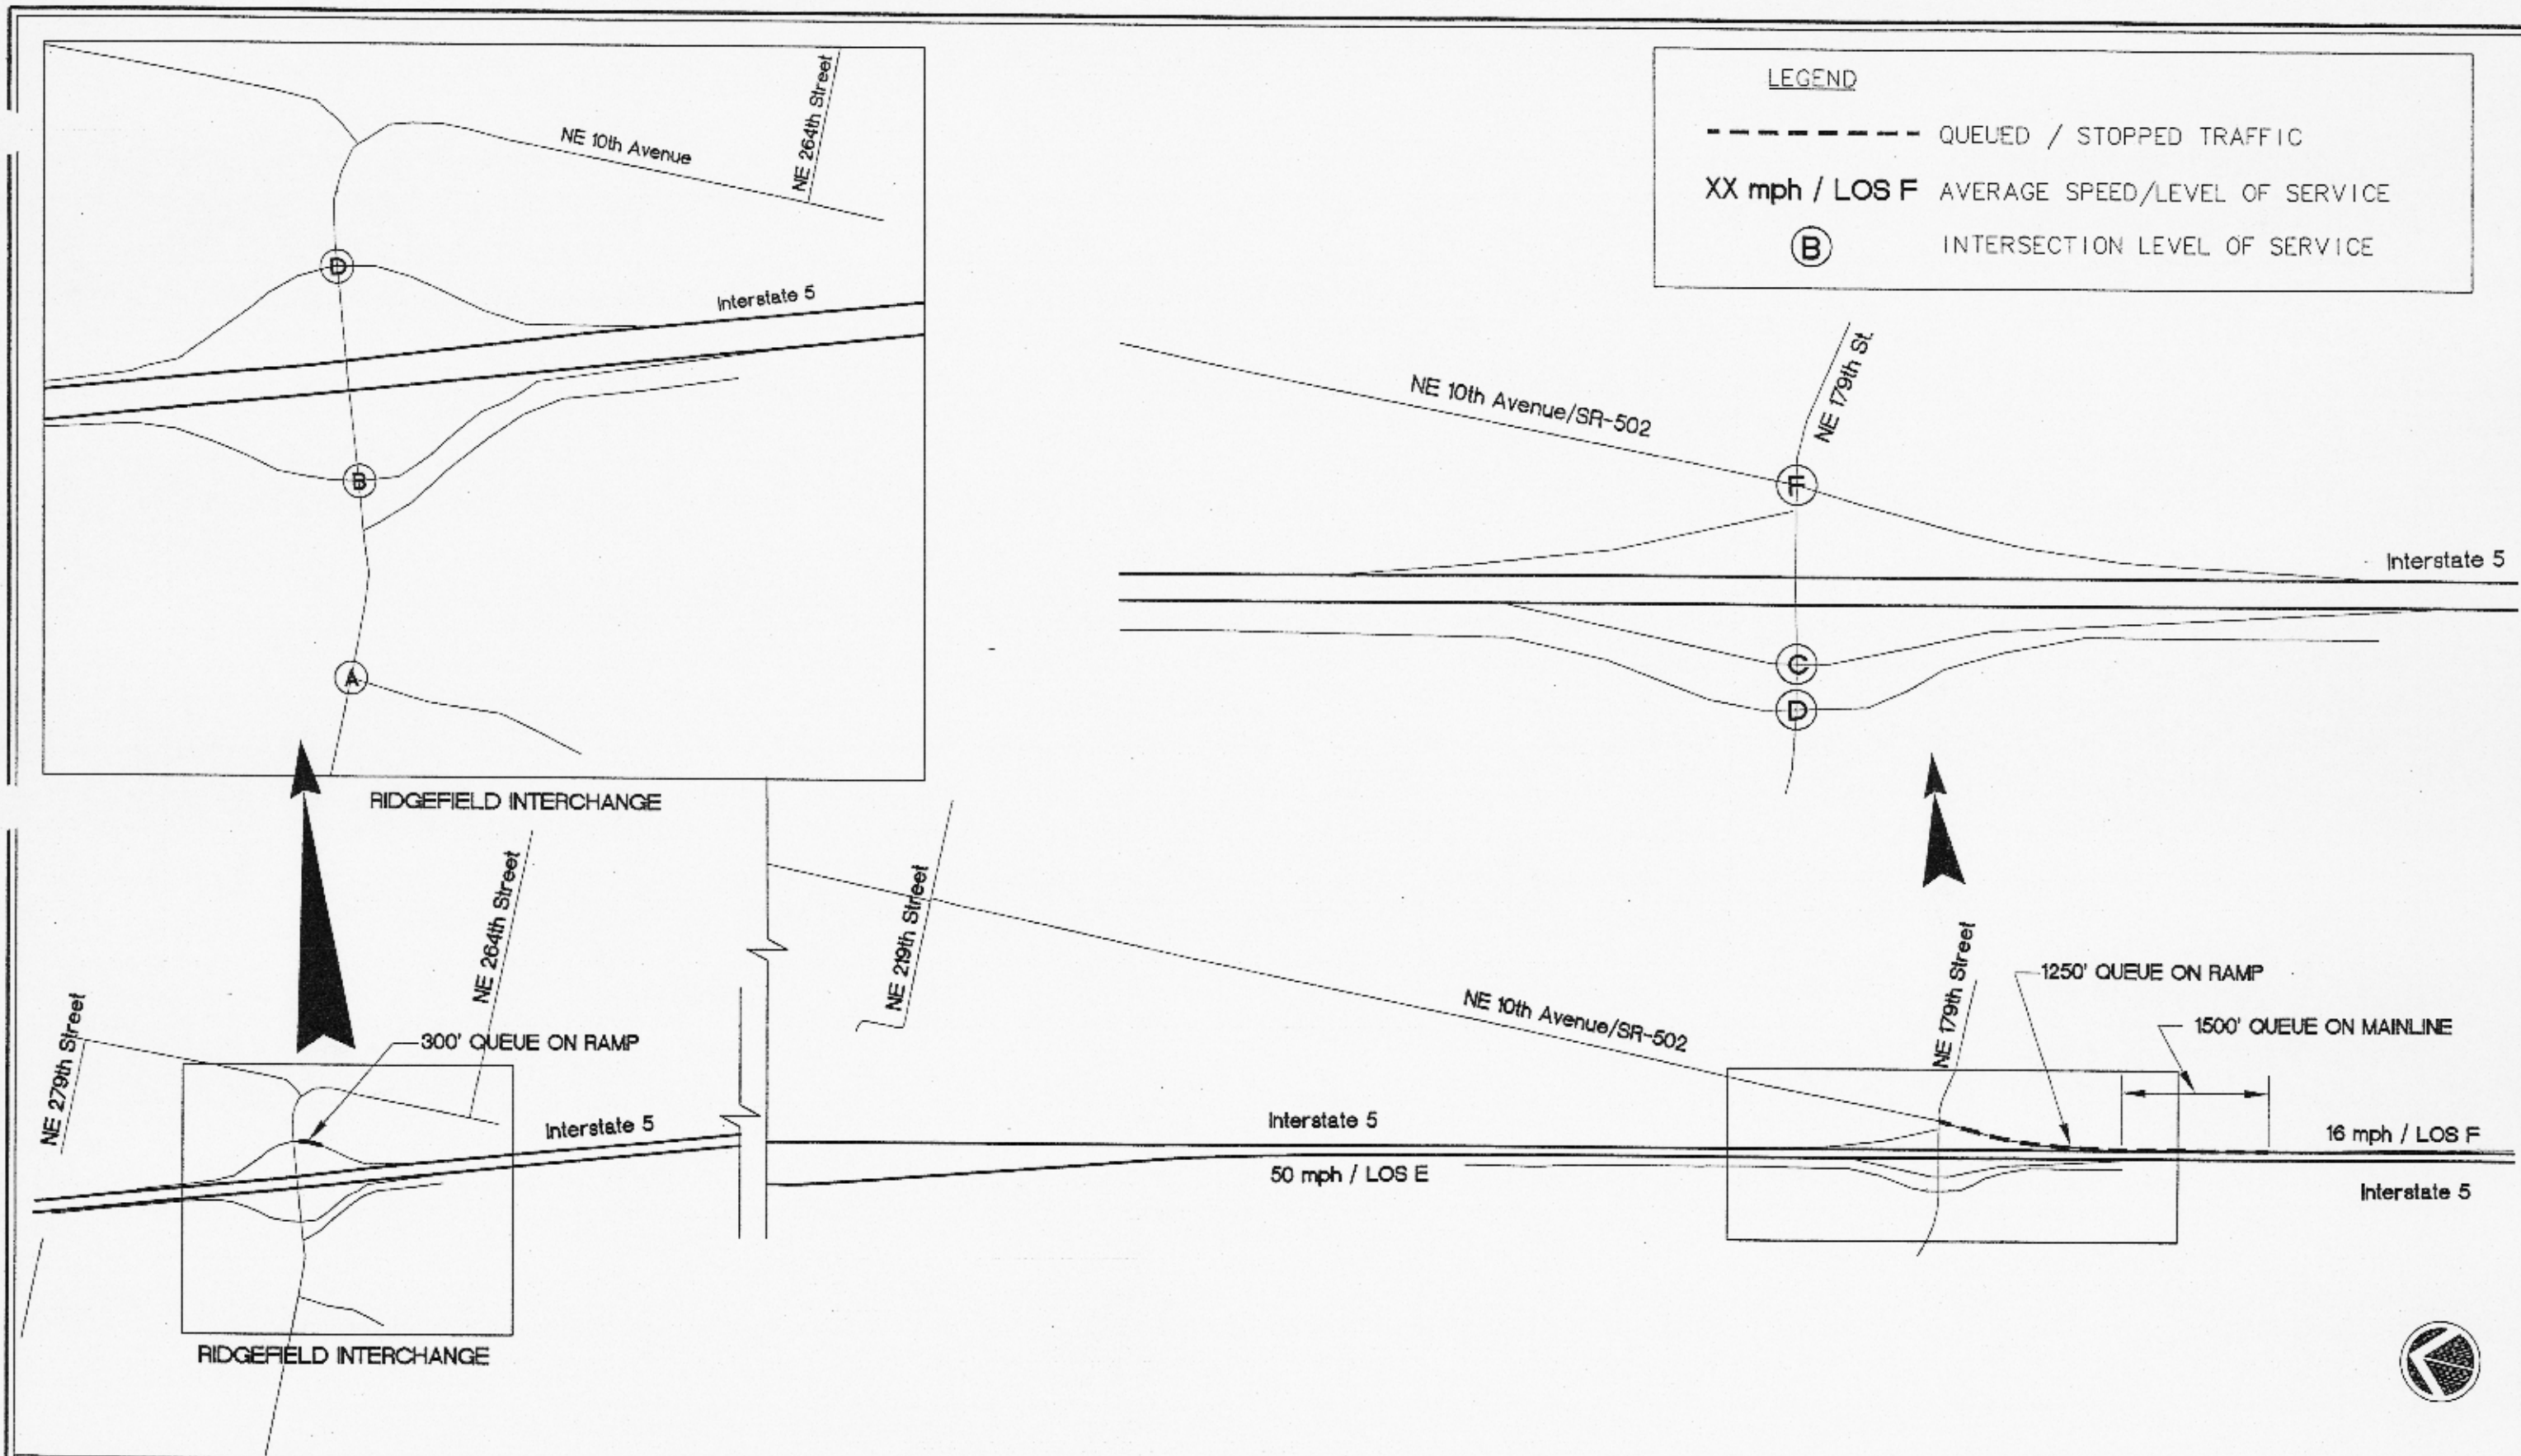 LEGEND
QUEUED / STOPPED TRAFFIC
XX mph / LOS F AVERAGE SPEED/LEVEL OF SERVICE
B INTERSECTION LEVEL OF SERVICE
NE 10th Avenue
NE 264th Street
D
Interstate 5
B
A
RIDGEFIELD INTERCHANGE
NE 10th Avenue/SR-502
NE 179th St.
F
Interstate 5
C
D
NE 279th Street
NE 264th Street
300' QUEUE ON RAMP
Interstate 5
RIDGEFIELD INTERCHANGE
NE 219th Street
NE 10th Avenue/SR-502
NE 179th Street
1250' QUEUE ON RAMP
1500' QUEUE ON MAINLINE
Interstate 5
16 mph / LOS F
50 mph / LOS E
Interstate 5